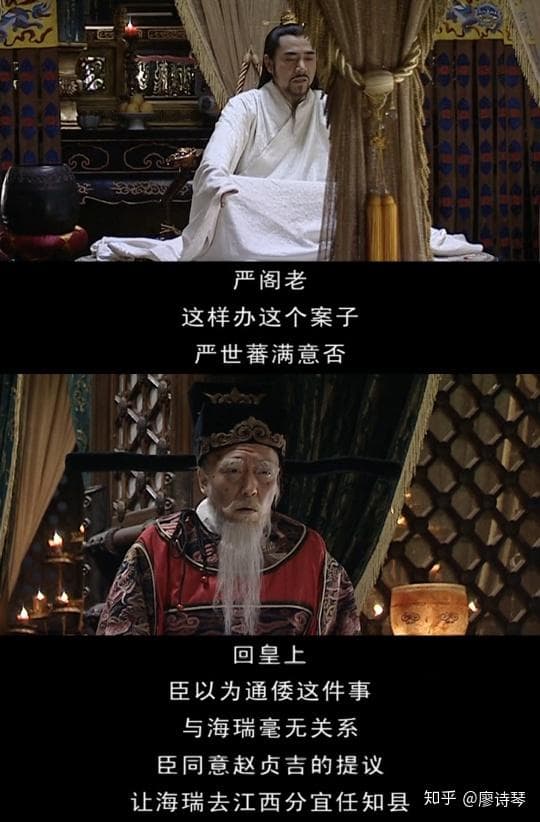 严阁老
这样办这个案子
严世蕃满意否
回皇上
臣以为通倭这件事
与海瑞毫无关系
臣同意赵贞吉的提议
让海瑞去江西分宜任知县
知乎 @廖诗琴